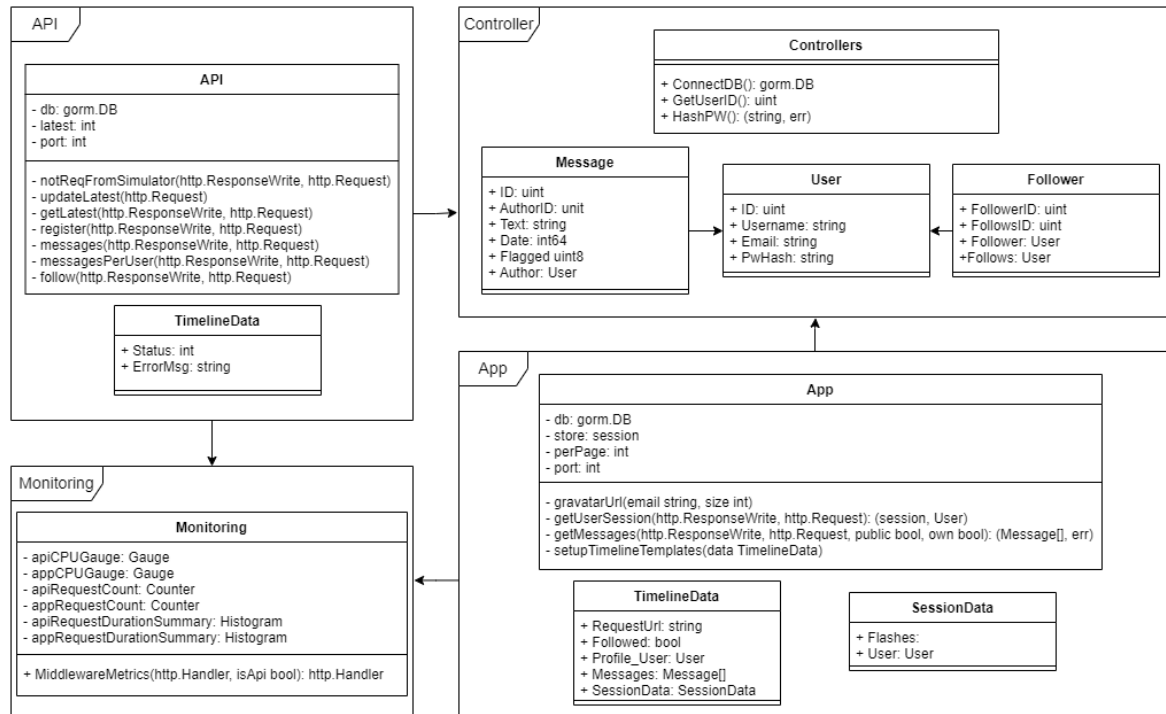 API
API
- db: gorm.DB
- latest: int
- port: int
- notReqFromSimulator(http.ResponseWrite, http.Request)
- updateLatest(http.Request)
- getLatest(http.ResponseWrite, http.Request)
- register(http.ResponseWrite, http.Request)
- messages(http.ResponseWrite, http.Request)
- messagesPerUser(http.ResponseWrite, http.Request)
- follow(http.ResponseWrite, http.Request)
TimelineData
+ Status: int
+ ErrorMsg: string
Controller
Controllers
+ ConnectDB(): gorm.DB
+ GetUserID(): uint
+ HashPW(): (string, err)
Message
+ ID: uint
+ AuthorID: unit
+ Text: string
+ Date: int64
+ Flagged uint8
+ Author: User
User
+ ID: uint
+ Username: string
+ Email: string
+ PwHash: string
Follower
+ FollowerID: uint
+ FollowsID: uint
+ Follower: User
+Follows: User
Monitoring
Monitoring
- apiCPUGauge: Gauge
- appCPUGauge: Gauge
- apiRequestCount: Counter
- appRequestCount: Counter
- apiRequestDurationSummary: Histogram
- appRequestDurationSummary: Histogram
+ MiddlewareMetrics(http.Handler, isApi bool): http.Handler
App
App
- db: gorm.DB
- store: session
- perPage: int
- port: int
- gravatarUrl(email string, size int)
- getUserSession(http.ResponseWrite, http.Request): (session, User)
- getMessages(http.ResponseWrite, http.Request, public bool, own bool): (Message[], err)
- setupTimelineTemplates(data TimelineData)
TimelineData
+ RequestUrl: string
+ Followed: bool
+ Profile_User: User
+ Messages: Message[]
+ SessionData: SessionData
SessionData
+ Flashes:
+ User: User